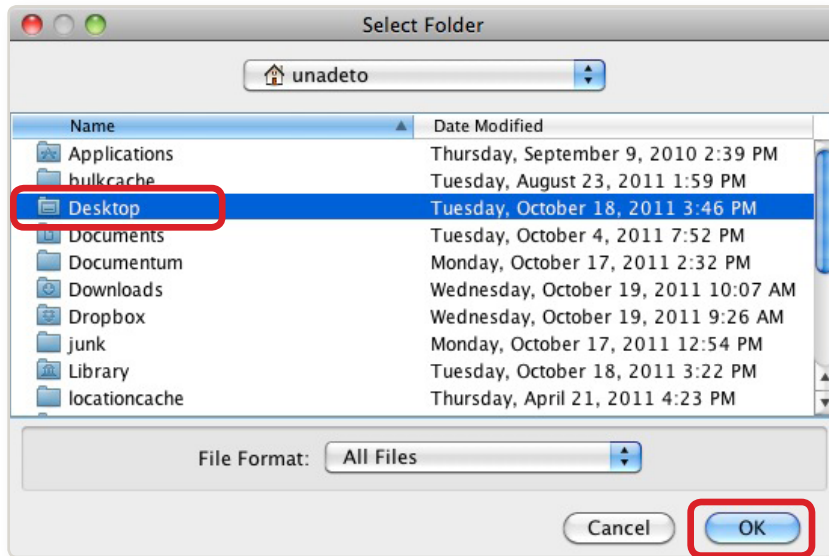 Select Folder
unadeto
Name Date Modified
Applications Thursday, September 9, 2010 2:39 PM
bulkcache Tuesday, August 23, 2011 1:59 PM
Desktop Tuesday, October 18, 2011 3:46 PM
Documents Tuesday, October 4, 2011 7:52 PM
Documentum Monday, October 17, 2011 2:32 PM
Downloads Wednesday, October 19, 2011 10:07 AM
Dropbox Wednesday, October 19, 2011 9:26 AM
junk Monday, October 17, 2011 12:54 PM
Library Tuesday, October 18, 2011 3:22 PM
locationcache Thursday, April 21, 2011 4:23 PM
File Format: All Files
Cancel OK